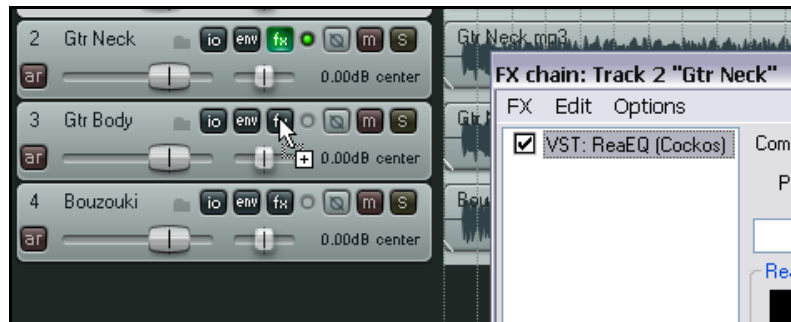 2 Gtr Neck io env fx m s
ar 0.00dB center
3 Gtr Body io env fx m s
ar 0.00dB center
4 Bouzouki io env fx m s
ar 0.00dB center
Gtr Neck.mp3
FX chain: Track 2 "Gtr Neck"
FX Edit Options
VST: ReaEQ (Cockos)